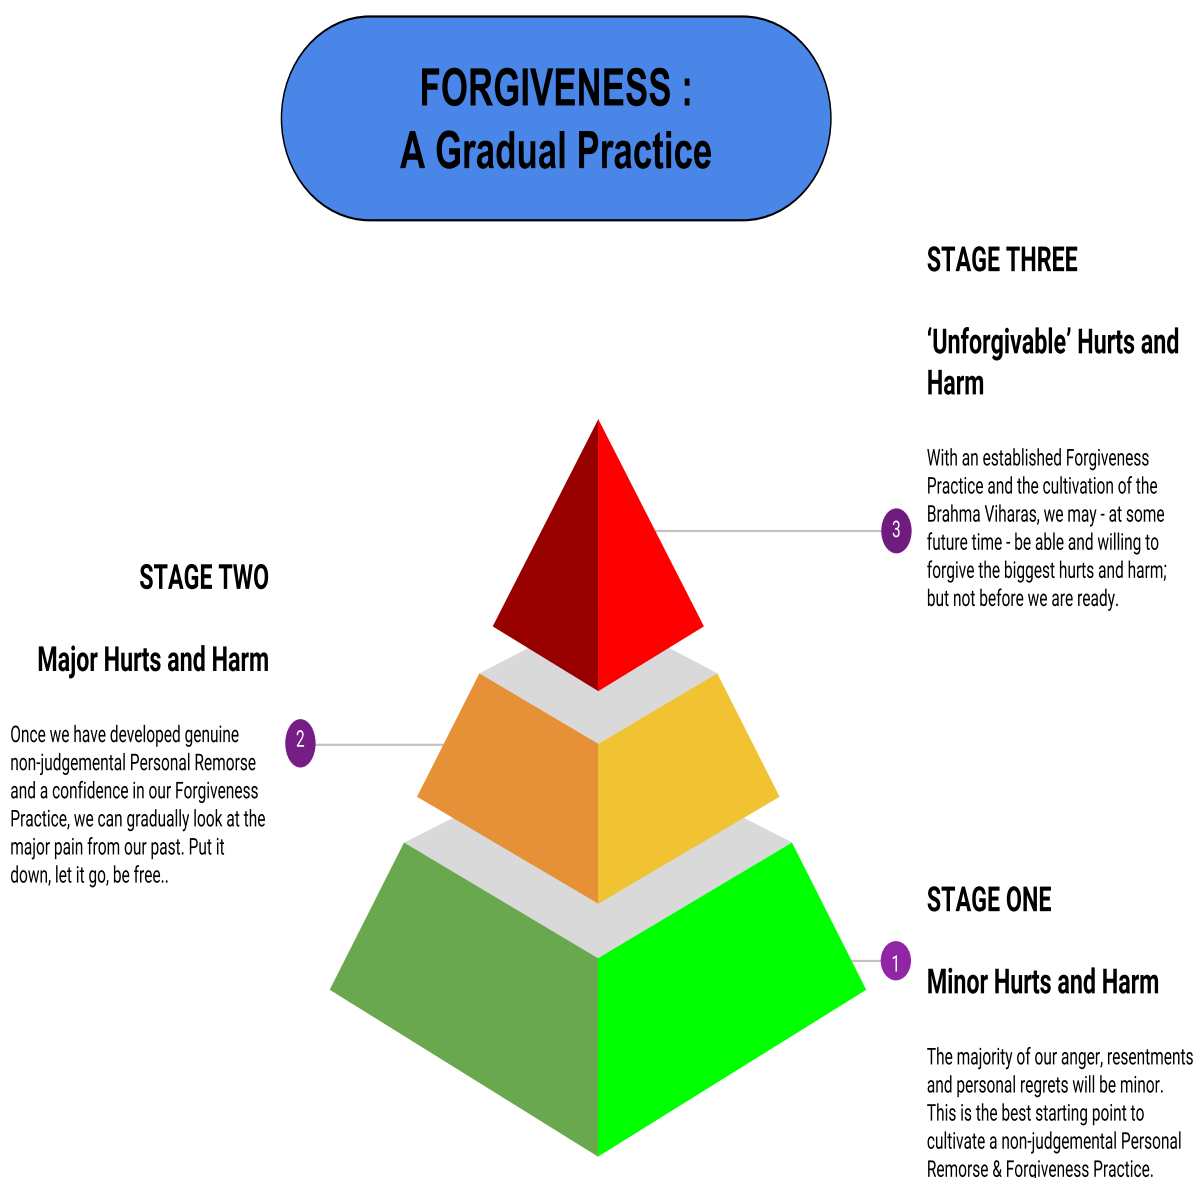 FORGIVENESS :
A Gradual Practice
STAGE THREE
‘Unforgivable’ Hurts and
Harm
With an established Forgiveness
Practice and the cultivation of the
Brahma Viharas, we may - at some
future time - be able and willing to
forgive the biggest hurts and harm;
but not before we are ready.
3
STAGE TWO
Major Hurts and Harm
Once we have developed genuine
non-judgemental Personal Remorse
and a confidence in our Forgiveness
Practice, we can gradually look at the
major pain from our past. Put it
down, let it go, be free..
2
STAGE ONE
Minor Hurts and Harm
The majority of our anger, resentments
and personal regrets will be minor.
This is the best starting point to
cultivate a non-judgemental Personal
Remorse & Forgiveness Practice.
1